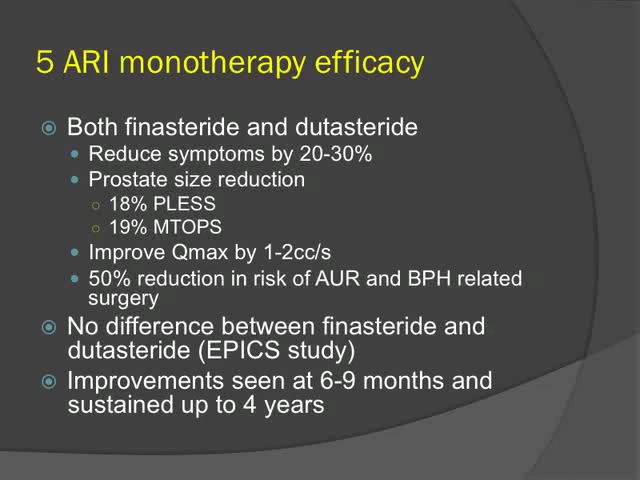 5 ARI monotherapy efficacy
Both finasteride and dutasteride
Reduce symptoms by 20-30%
Prostate size reduction
18% PLESS
19% MTOPS
Improve Qmax by 1-2cc/s
50% reduction in risk of AUR and BPH related
surgery
No difference between finasteride and
dutasteride (EPICS study)
Improvements seen at 6-9 months and
sustained up to 4 years